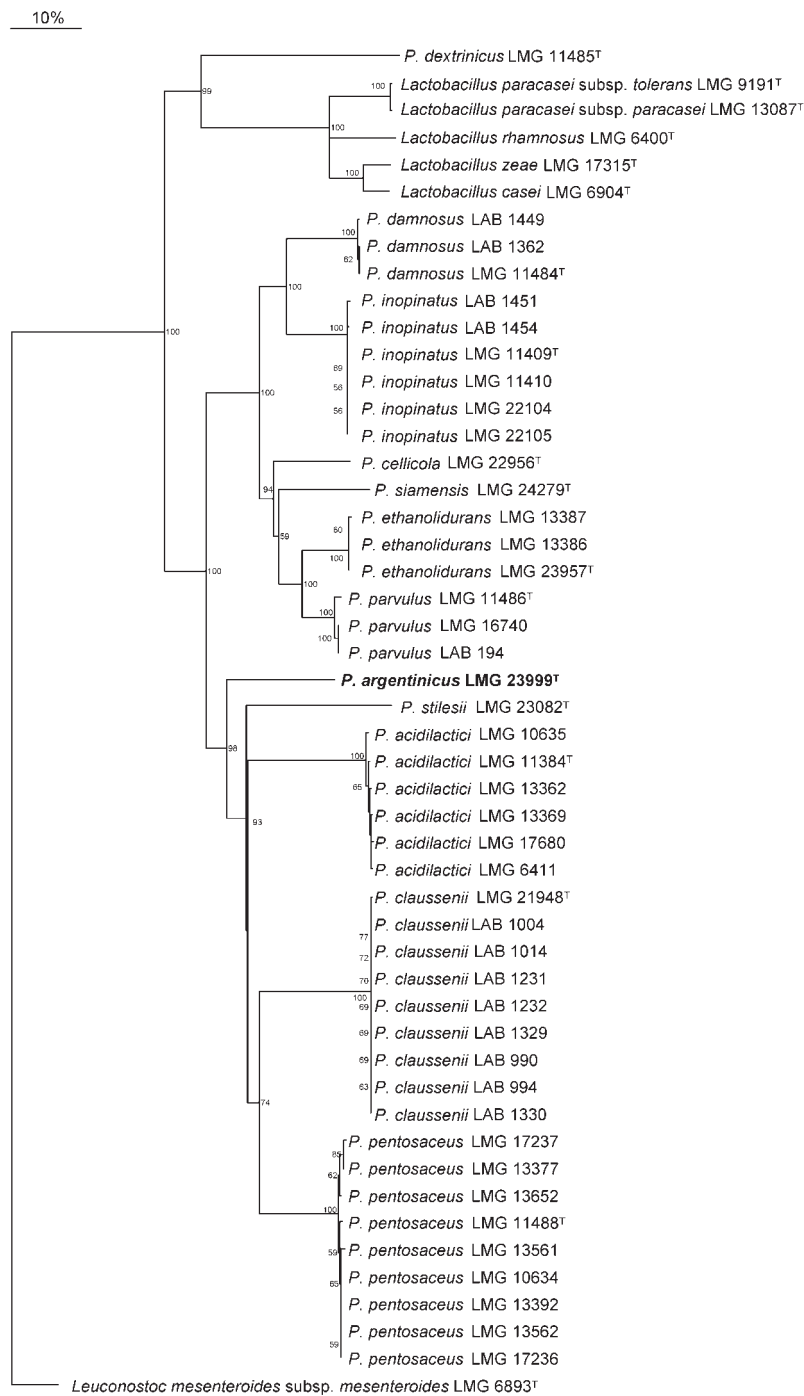 10%
P. dextrinicus LMG 11485ᵀ
99
100
Lactobacillus paracasei subsp. tolerans LMG 9191ᵀ
Lactobacillus paracasei subsp. paracasei LMG 13087ᵀ
100
Lactobacillus rhamnosus LMG 6400ᵀ
Lactobacillus zeae LMG 17315ᵀ
100
Lactobacillus casei LMG 6904ᵀ
P. damnosus LAB 1449
100
P. damnosus LAB 1362
62
P. damnosus LMG 11484ᵀ
100
P. inopinatus LAB 1451
100
P. inopinatus LAB 1454
100
P. inopinatus LMG 11409ᵀ
69
P. inopinatus LMG 11410
56
100
P. inopinatus LMG 22104
56
P. inopinatus LMG 22105
P. cellicola LMG 22956ᵀ
94
P. siamensis LMG 24279ᵀ
P. ethanolidurans LMG 13387
60
59
P. ethanolidurans LMG 13386
100
P. ethanolidurans LMG 23957ᵀ
100
100
P. parvulus LMG 11486ᵀ
100
P. parvulus LMG 16740
100
P. parvulus LAB 194
P. argentinicus LMG 23999ᵀ
P. stilesii LMG 23082ᵀ
P. acidilactici LMG 10635
98
100
P. acidilactici LMG 11384ᵀ
65
P. acidilactici LMG 13362
P. acidilactici LMG 13369
93
P. acidilactici LMG 17680
P. acidilactici LMG 6411
P. claussenii LMG 21948ᵀ
P. claussenii LAB 1004
77
P. claussenii LAB 1014
72
P. claussenii LAB 1231
76
100
P. claussenii LAB 1232
69
P. claussenii LAB 1329
69
P. claussenii LAB 990
69
P. claussenii LAB 994
63
74
P. claussenii LAB 1330
P. pentosaceus LMG 17237
85
P. pentosaceus LMG 13377
62
P. pentosaceus LMG 13652
100
P. pentosaceus LMG 11488ᵀ
P. pentosaceus LMG 13561
59
P. pentosaceus LMG 10634
65
P. pentosaceus LMG 13392
P. pentosaceus LMG 13562
59
P. pentosaceus LMG 17236
Leuconostoc mesenteroides subsp. mesenteroides LMG 6893ᵀ